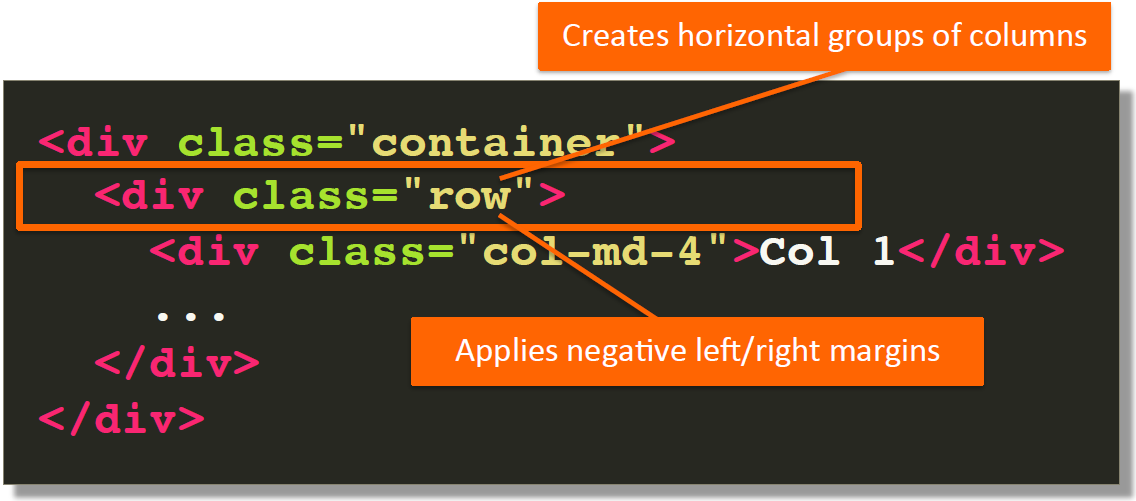 Creates horizontal groups of columns
<div class="container">
<div class="row">
<div class="col-md-4">Col 1</div>
...
Applies negative left/right margins
</div>
</div>